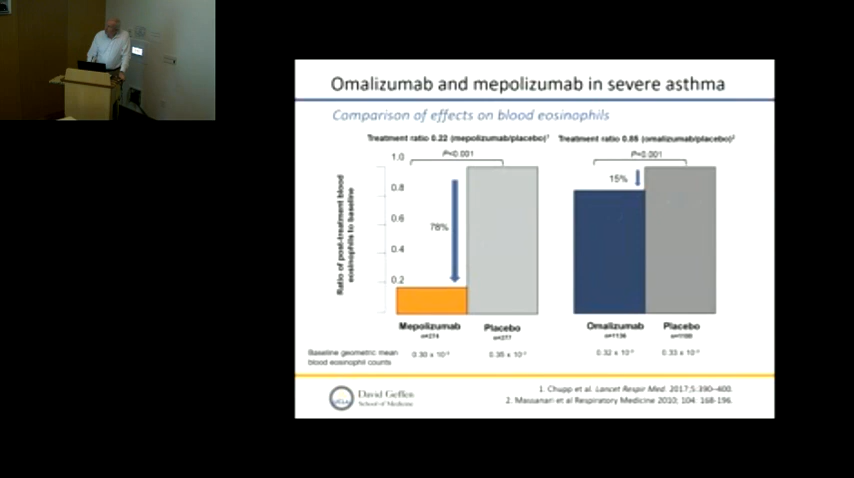 Omalizumab and mepolizumab in severe asthma
Comparison of effects on blood eosinophils
Treatment ratio 0.22 (mepolizumab/placebo)¹
Treatment ratio 0.85 (omalizumab/placebo)²
P<0.001
P=0.001
Ratio of post-treatment blood
eosinophils to baseline
1.0
0.8
0.6
0.4
0.2
78%
15%
Mepolizumab
n=274
Placebo
n=277
Omalizumab
Placebo
Baseline geometric mean
blood eosinophil counts
David Geffen
School of Medicine
UCLA
1. Chupp et al. Lancet Respir Med. 2017;5:390–400.
2. Massanari et al Respiratory Medicine 2010; 104: 168-196.